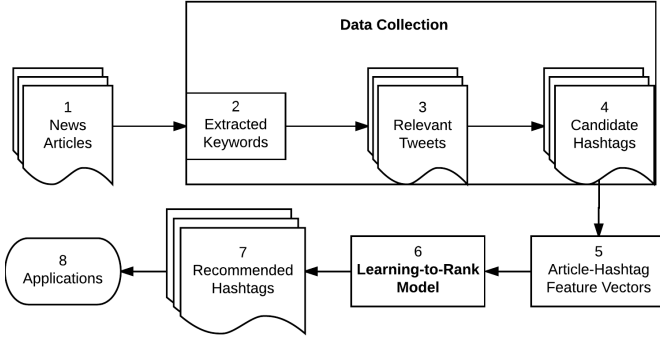 Data Collection
1
News
Articles
2
Extracted
Keywords
3
Relevant
Tweets
4
Candidate
Hashtags
5
Article-Hashtag
Feature Vectors
6
Learning-to-Rank
Model
7
Recommended
Hashtags
8
Applications